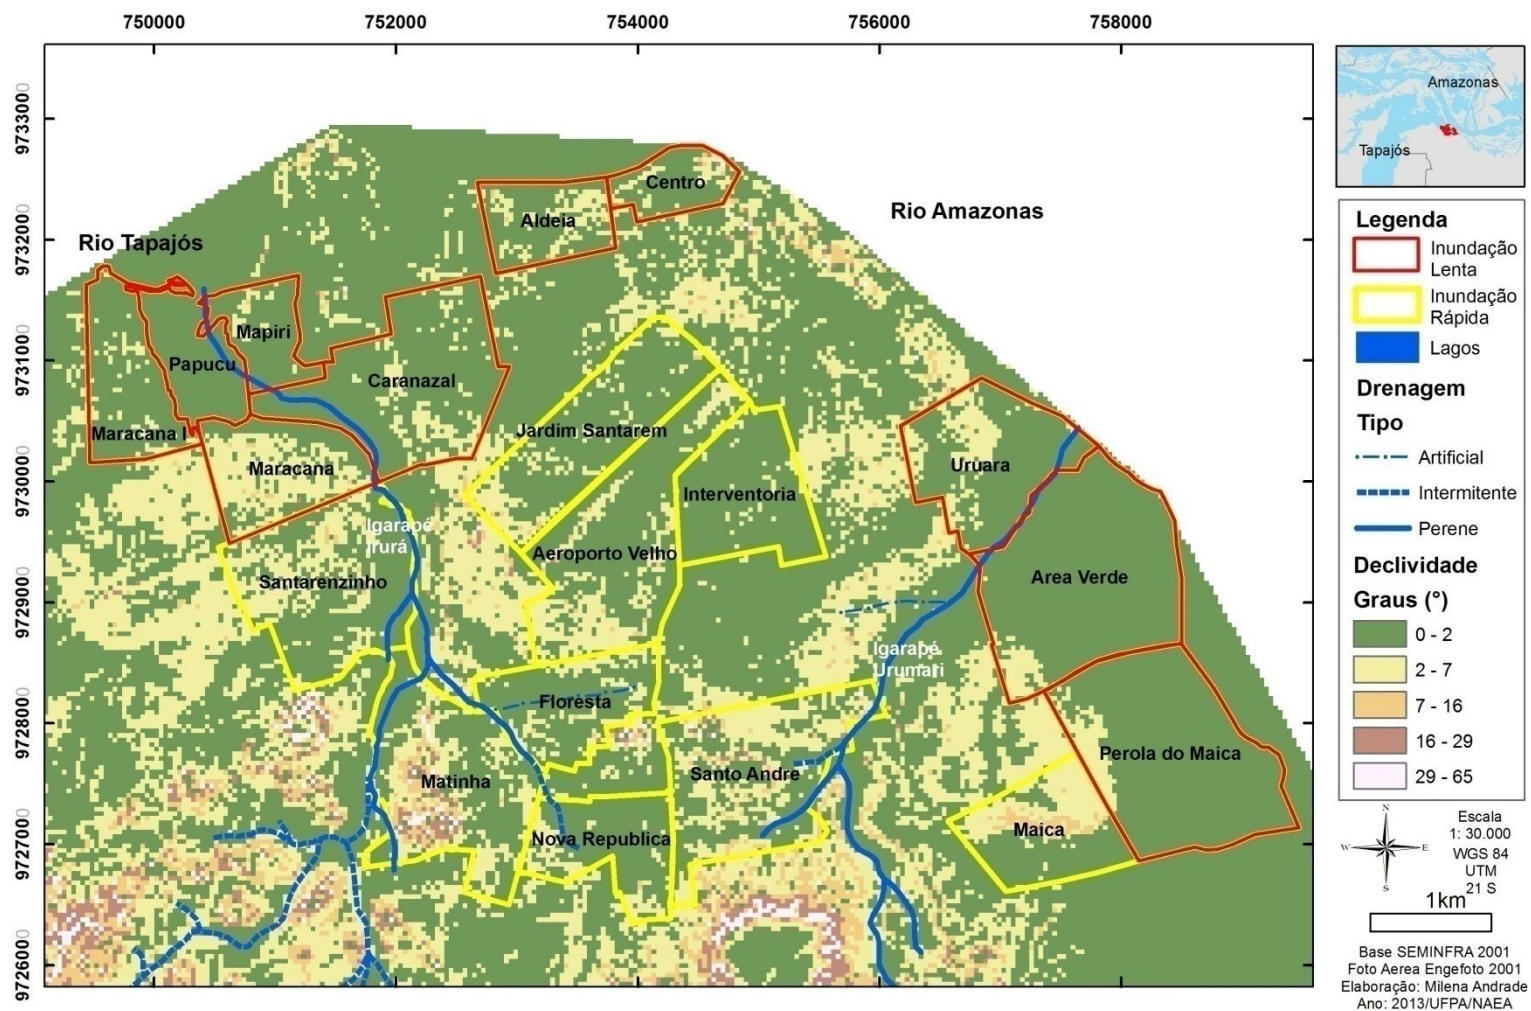 750000
752000
754000
756000
758000
9733000
9732000
9731000
9730000
9729000
9728000
9727000
9726000
Rio Tapajós
Rio Amazonas
Centro
Aldeia
Mapiri
Papucu
Caranazal
Maracana I
Maracana
Jardim Santarem
Interventoria
Uruara
Igarapé
Irurá
Aeroporto Velho
Santarenzinho
Area Verde
Igarapé
Urumari
Floresta
Santo Andre
Perola do Maica
Matinha
Nova Republica
Maica
Amazonas
Tapajós
Legenda
Inundação
Lenta
Inundação
Rápida
Lagos
Drenagem
Tipo
Artificial
Intermitente
Perene
Declividade
Graus (°)
0 - 2
2 - 7
7 - 16
16 - 29
29 - 65
N
W
E
S
Escala
1: 30.000
WGS 84
UTM
21 S
1km
Base SEMINFRA 2001
Foto Aerea Engefoto 2001
Elaboração: Milena Andrade
Ano: 2013/UFPA/NAEA